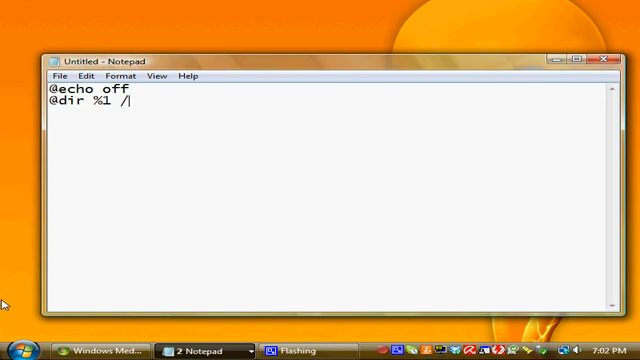 Untitled - Notepad
File Edit Format View Help
@echo off
@dir %1 /
Windows Med... 2 Notepad Flashing 7:02 PM